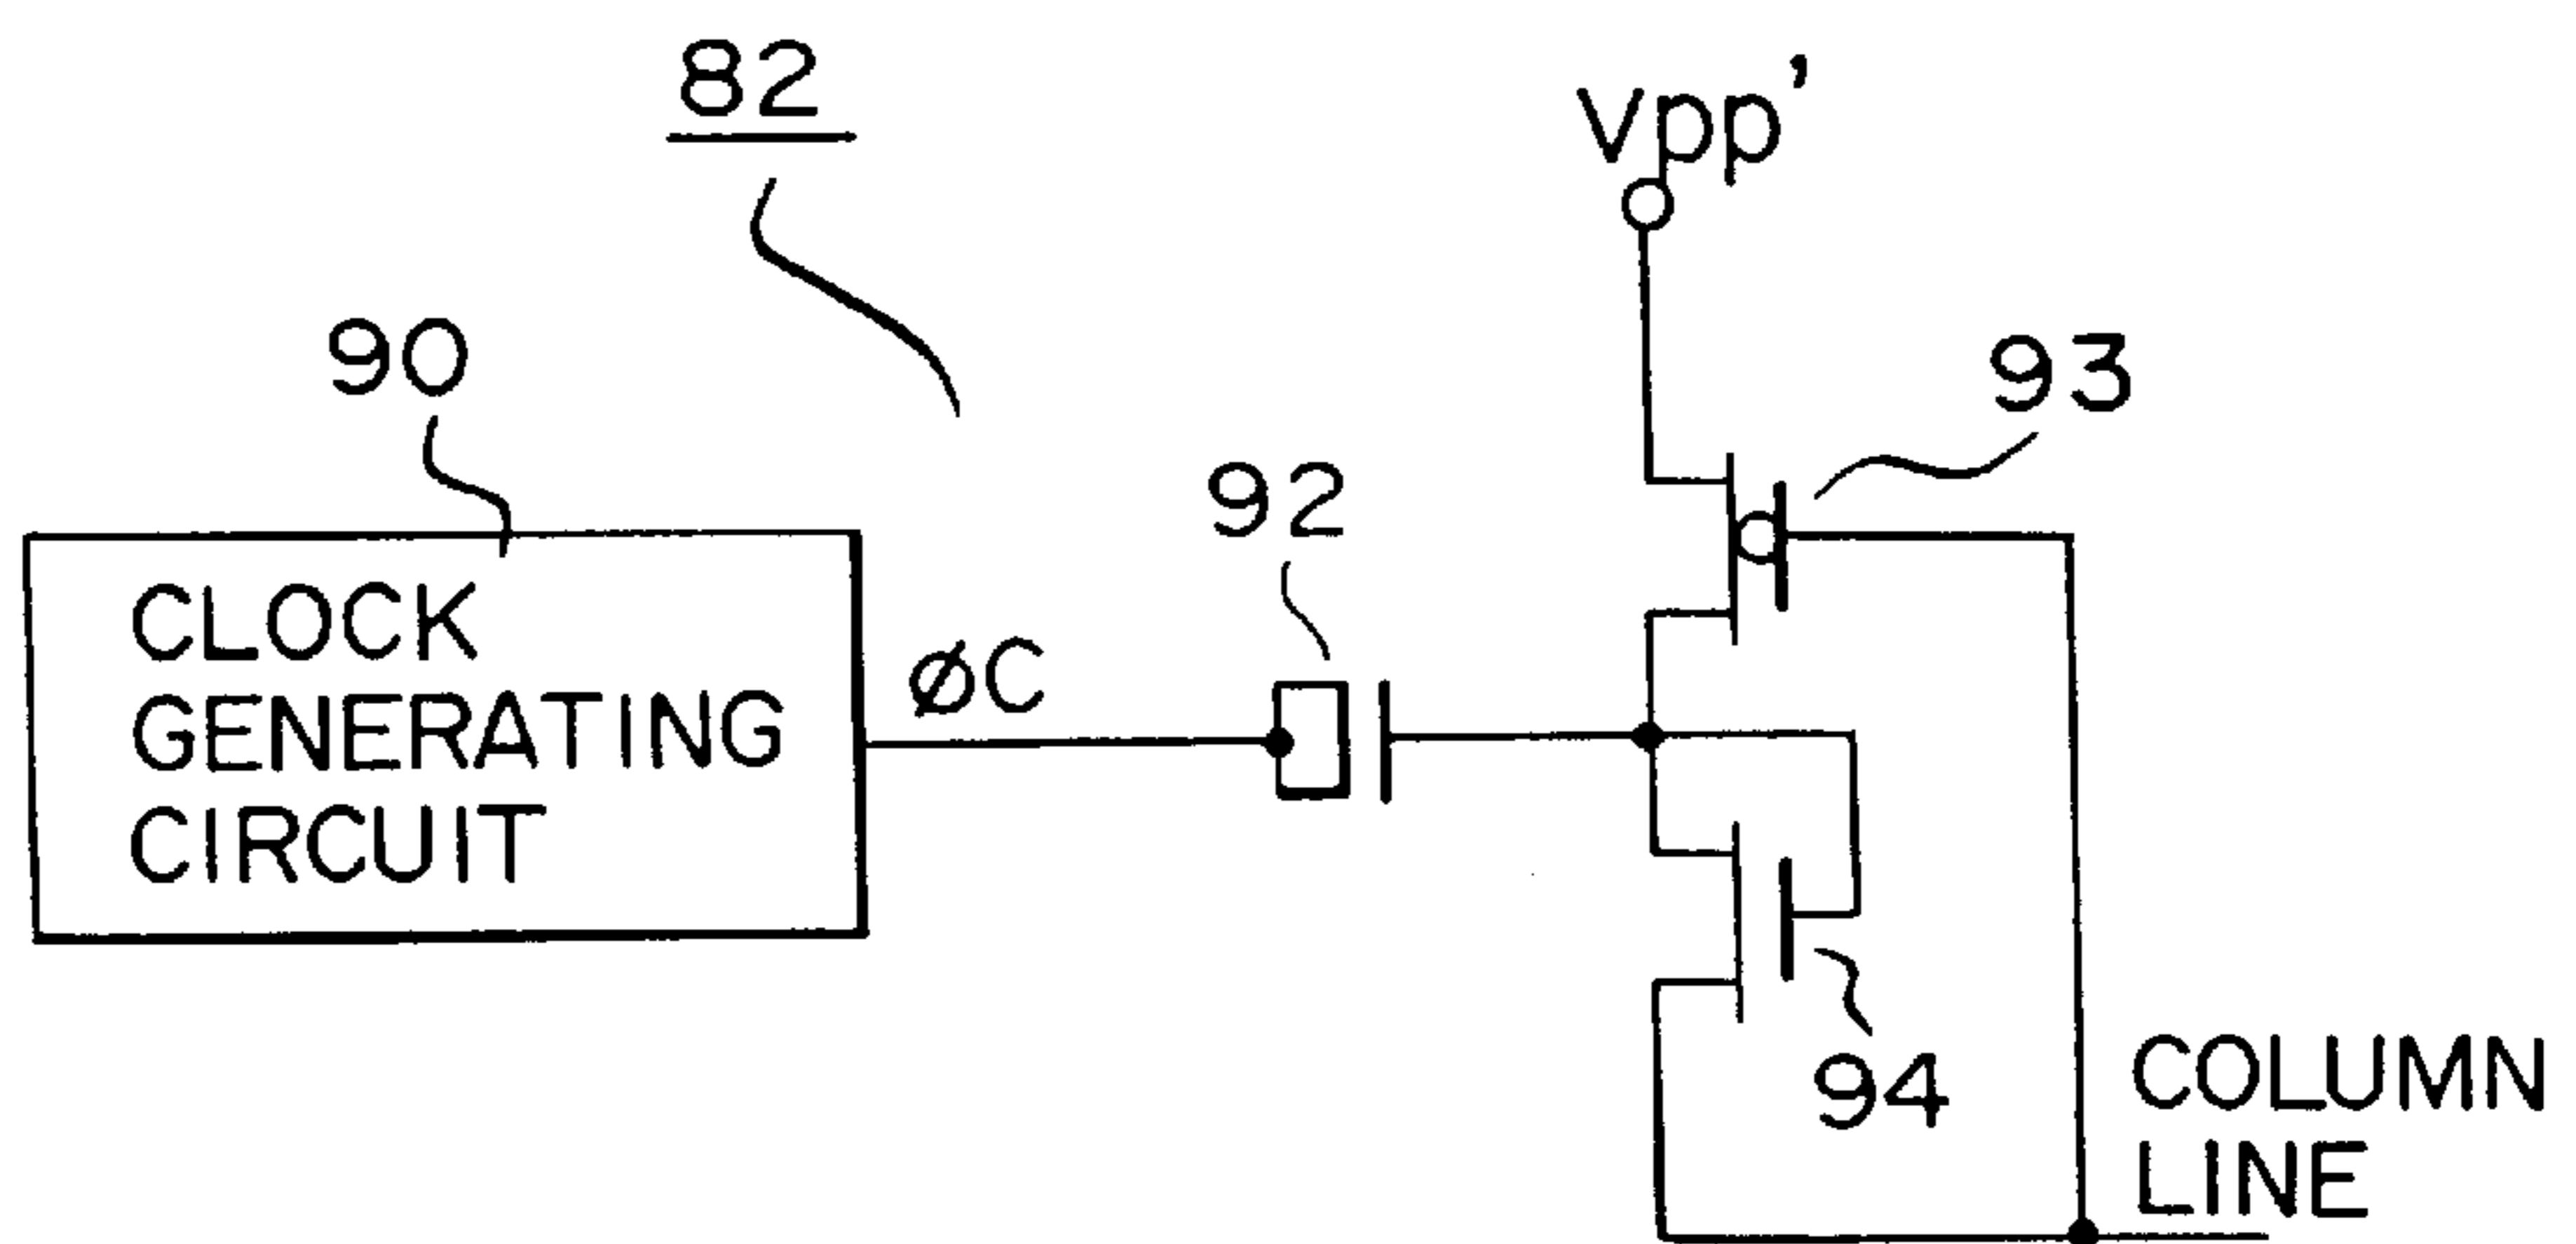 82
Vpp'
90
93
92
CLOCK
GENERATING
CIRCUIT
øC
94
COLUMN
LINE